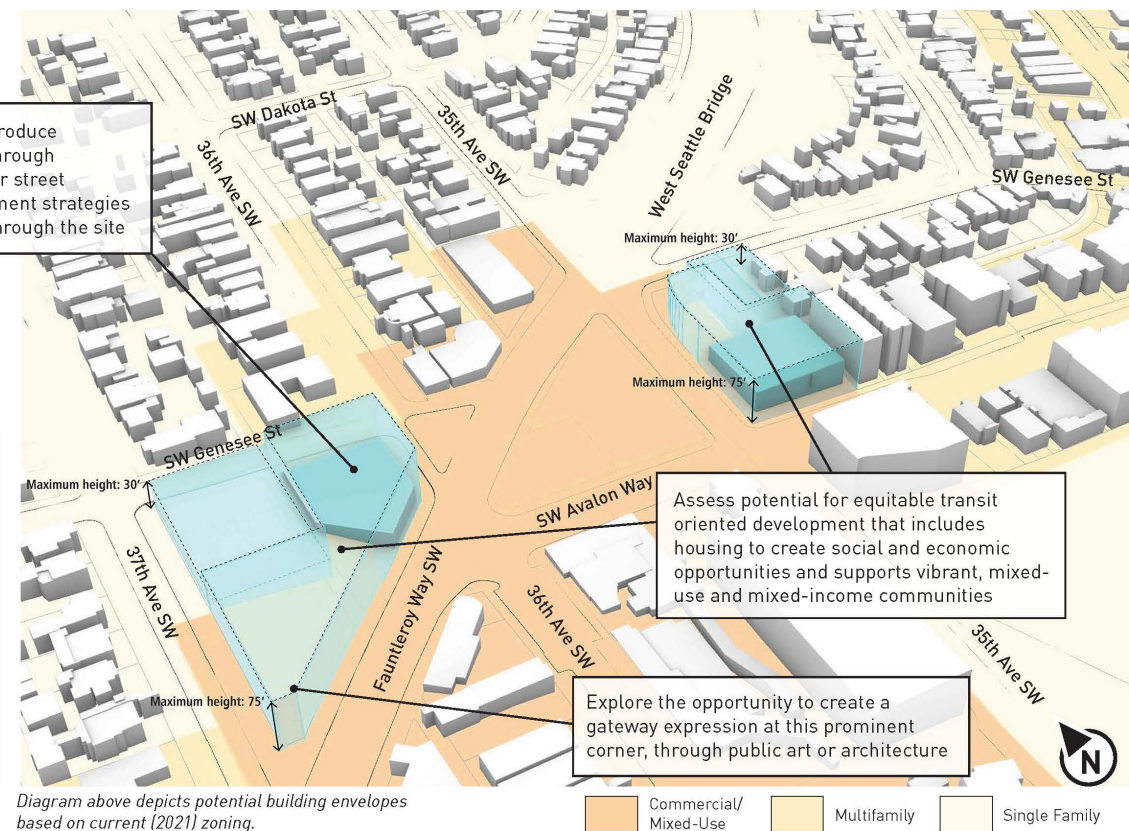 SW Dakota St
35th Ave SW
West Seattle Bridge
36th Ave SW
SW Genesee St
roduce
rough
r street
ment strategies
hrough the site
Maximum height: 30'
Maximum height: 75'
SW Genesee St
Maximum height: 30'
SW Avalon Way
Assess potential for equitable transit
oriented development that includes
housing to create social and economic
opportunities and supports vibrant, mixed-
use and mixed-income communities
37th Ave SW
Fauntleroy Way SW
36th Ave SW
35th Ave SW
Maximum height: 75'
Explore the opportunity to create a
gateway expression at this prominent
corner, through public art or architecture
N
Diagram above depicts potential building envelopes
based on current (2021) zoning.
Commercial/
Mixed-Use
Multifamily
Single Family